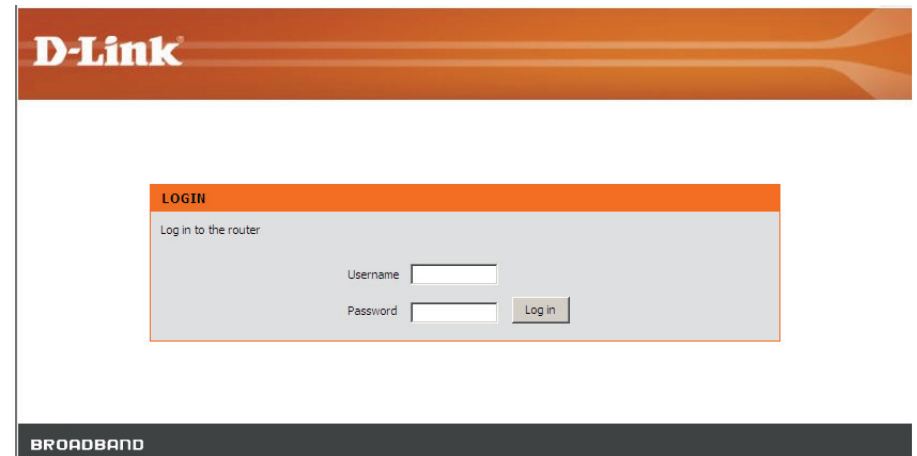 D-Link®
LOGIN
Log in to the router
Username
Password Log in
BROADBAND